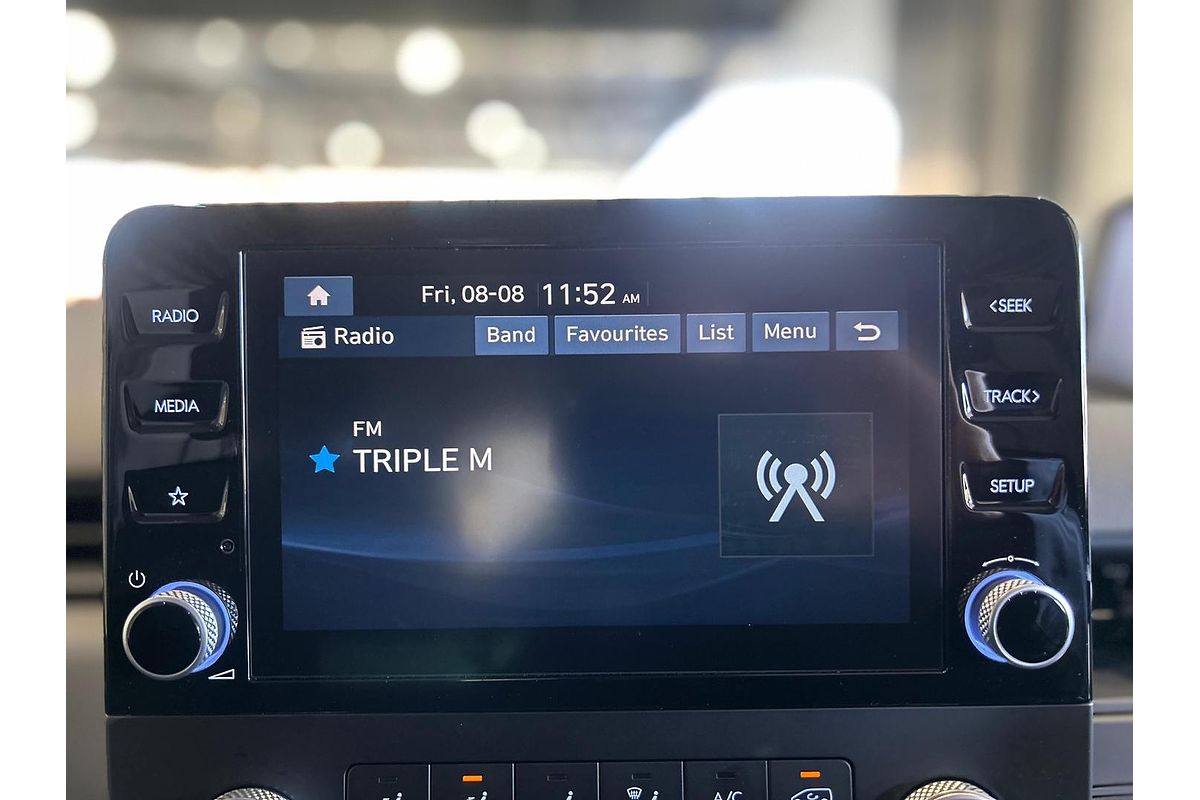 Fri, 08-08 11:52 AM
Radio Band Favourites List Menu
FM
TRIPLE M
RADIO
MEDIA
<SEEK
TRACK>
SETUP
A/C